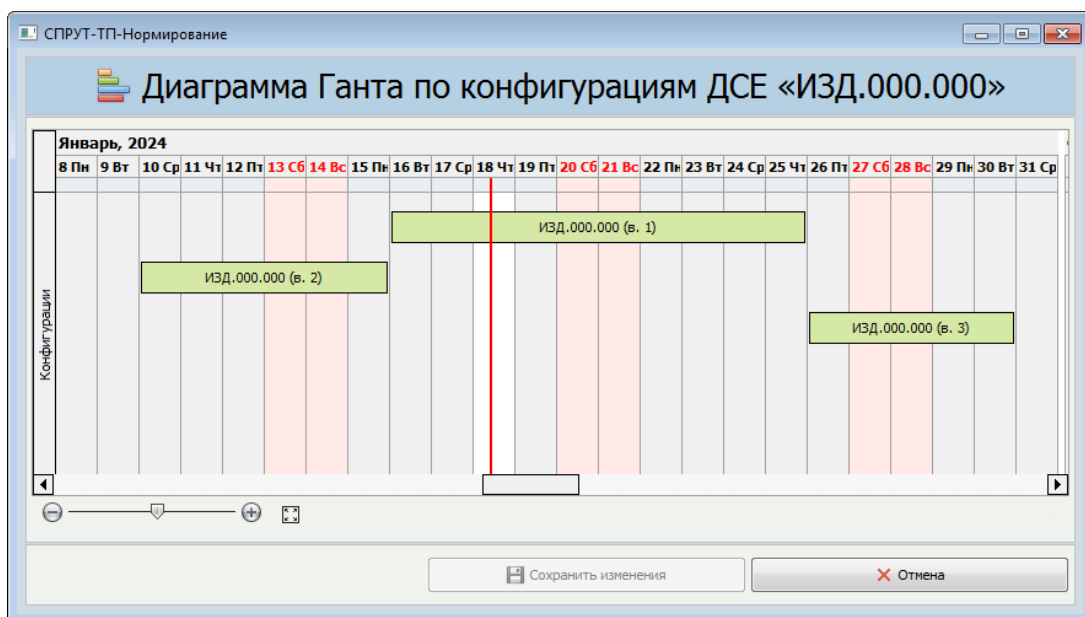 СПРУТ-ТП-Нормирование
Диаграмма Ганта по конфигурациям ДСЕ «ИЗД.000.000»
Январь, 2024
8 Пн 9 Вт 10 Ср 11 Чт 12 Пт 13 Сб 14 Вс 15 Пн 16 Вт 17 Ср 18 Чт 19 Пт 20 Сб 21 Вс 22 Пн 23 Вт 24 Ср 25 Чт 26 Пт 27 Сб 28 Вс 29 Пн 30 Вт 31 Ср
Конфигурации
ИЗД.000.000 (в. 1)
ИЗД.000.000 (в. 2)
ИЗД.000.000 (в. 3)
Сохранить изменения
Отмена